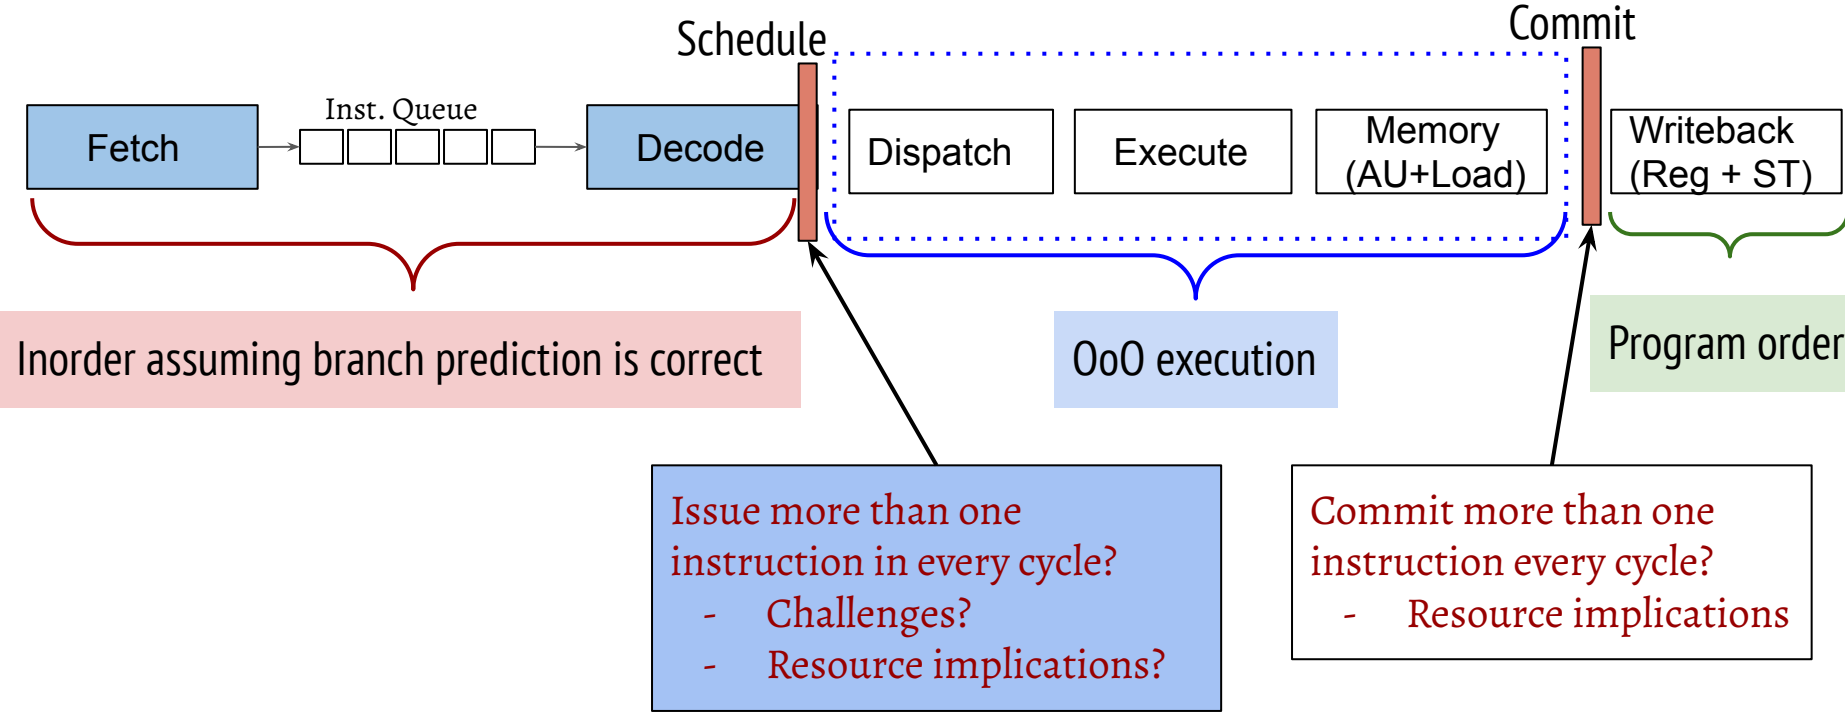 Schedule
Commit
Fetch
Inst. Queue
Decode
Dispatch
Execute
Memory
(AU+Load)
Writeback
(Reg + ST)
Inorder assuming branch prediction is correct
OoO execution
Program order
Issue more than one
instruction in every cycle?
- Challenges?
- Resource implications?
Commit more than one
instruction every cycle?
- Resource implications